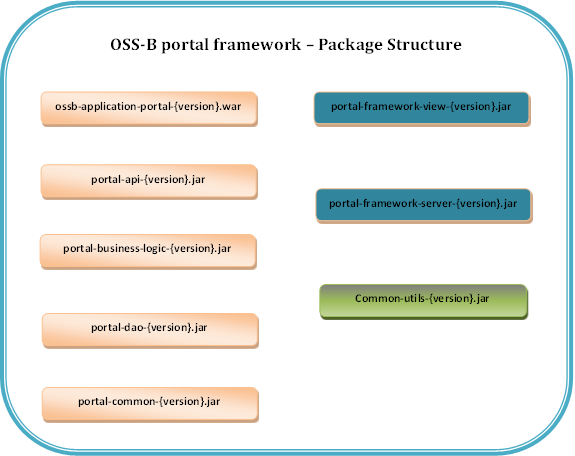 OSS-B portal framework – Package Structure
ossb-application-portal-{version}.war
portal-api-{version}.jar
portal-business-logic-{version}.jar
portal-dao-{version}.jar
portal-common-{version}.jar
portal-framework-view-{version}.jar
portal-framework-server-{version}.jar
Common-utils-{version}.jar